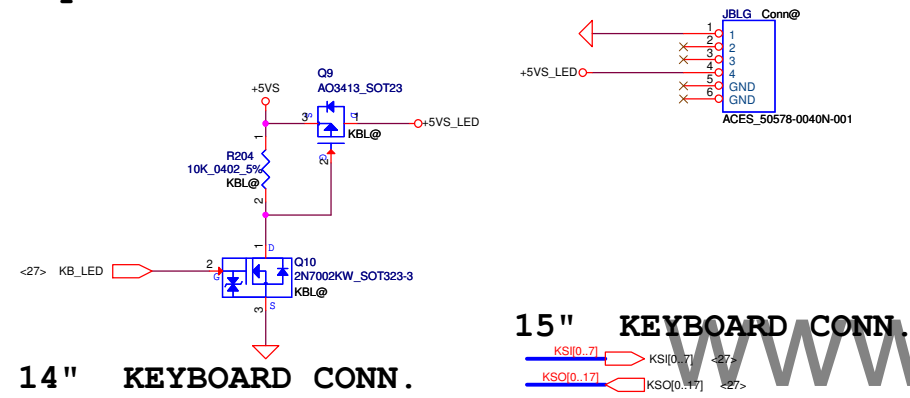 JBLG Conn@
1 1
2 2
3 3
+5VS_LED 4 4
5 GND
6 GND
ACES_50578-0040N-001
Q9
AO3413_SOT23
+5VS
3 S D 1 +5VS_LED
KBL@
G
2
1
R204
10K_0402_5%
KBL@
2
1 D
Q10
2N7002KW_SOT323-3
KBL@
<27> KB_LED 2
G
3 S
15" KEYBOARD CONN.
KSI[0..7] KSI[0..7] <27>
KSO[0..17] KSO[0..17] <27>
14" KEYBOARD CONN.
www